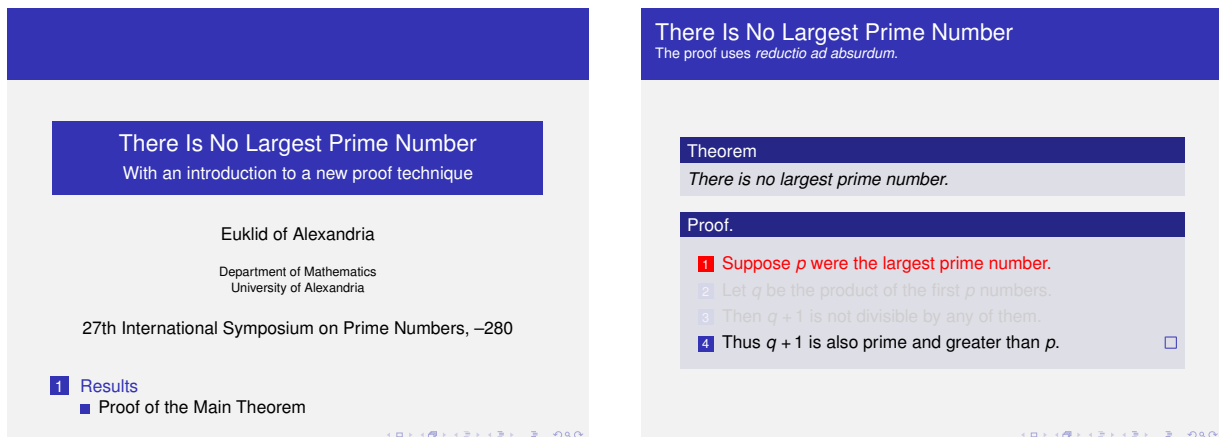 There Is No Largest Prime Number
With an introduction to a new proof technique
Euklid of Alexandria
Department of Mathematics
University of Alexandria
27th International Symposium on Prime Numbers, –280
1 Results
Proof of the Main Theorem
There Is No Largest Prime Number
The proof uses reductio ad absurdum.
Theorem
There is no largest prime number.
Proof.
1 Suppose p were the largest prime number.
2 Let q be the product of the first p numbers.
3 Then q + 1 is not divisible by any of them.
4 Thus q + 1 is also prime and greater than p.